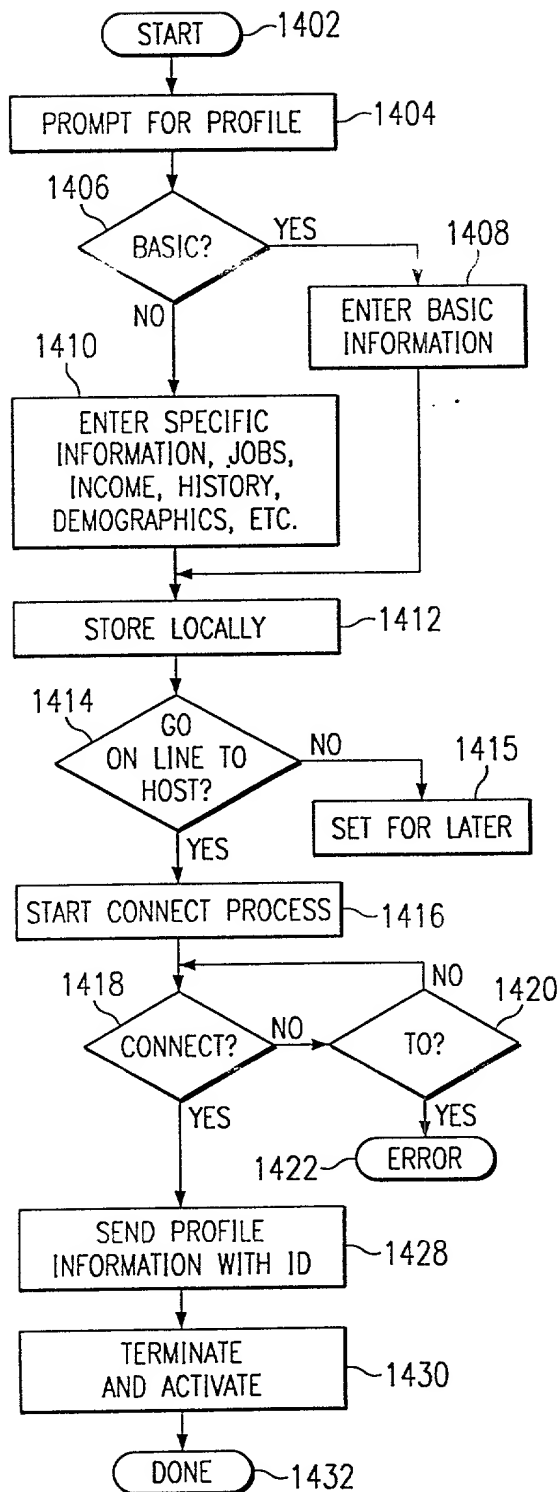 START
1402
PROMPT FOR PROFILE
1404
1406
BASIC?
YES
1408
NO
ENTER BASIC
INFORMATION
1410
ENTER SPECIFIC
INFORMATION, JOBS,
INCOME, HISTORY,
DEMOGRAPHICS, ETC.
STORE LOCALLY
1412
1414
GO
ON LINE TO
HOST?
NO
1415
SET FOR LATER
YES
START CONNECT PROCESS
1416
1418
CONNECT?
NO
NO
1420
TO?
YES
YES
1422
ERROR
SEND PROFILE
INFORMATION WITH ID
1428
TERMINATE
AND ACTIVATE
1430
DONE
1432